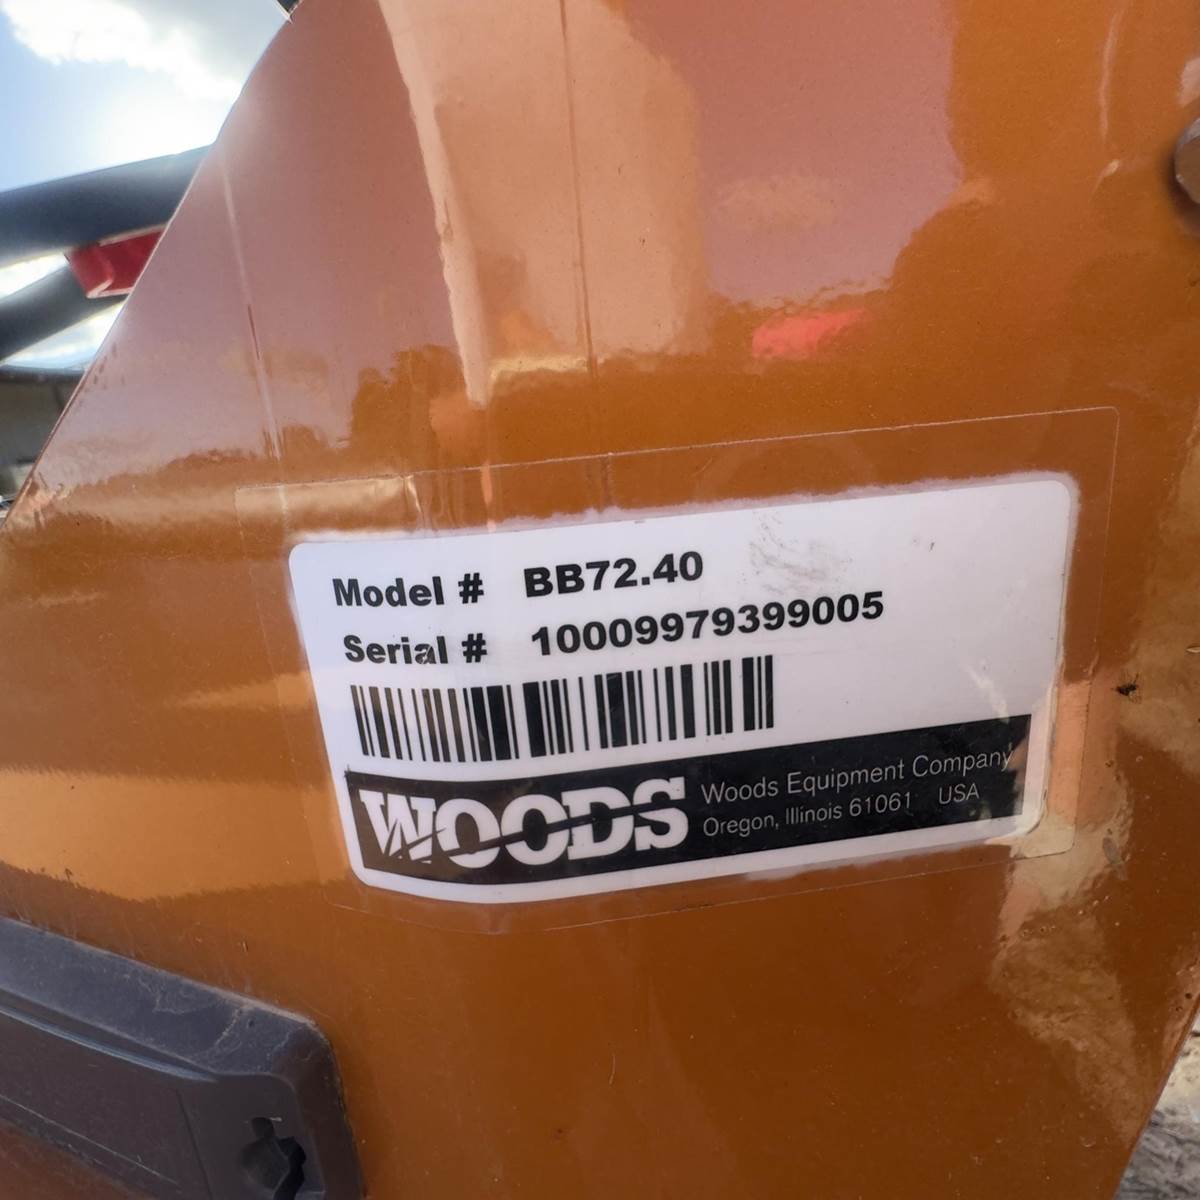 Model # BB72.40
Serial # 10009979399005
WOODS
Woods Equipment Company
Oregon, Illinois 61061 USA